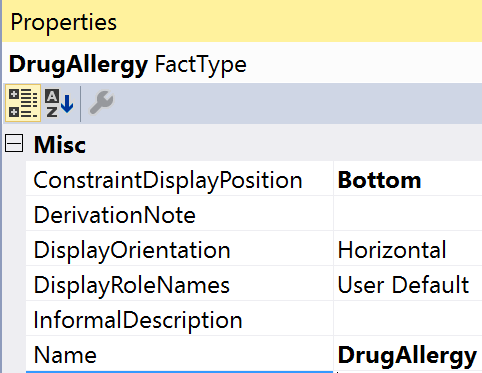 Properties
DrugAllergy FactType
A
Z
Misc
ConstraintDisplayPosition Bottom
DerivationNote
DisplayOrientation Horizontal
DisplayRoleNames User Default
InformalDescription
Name DrugAllergy